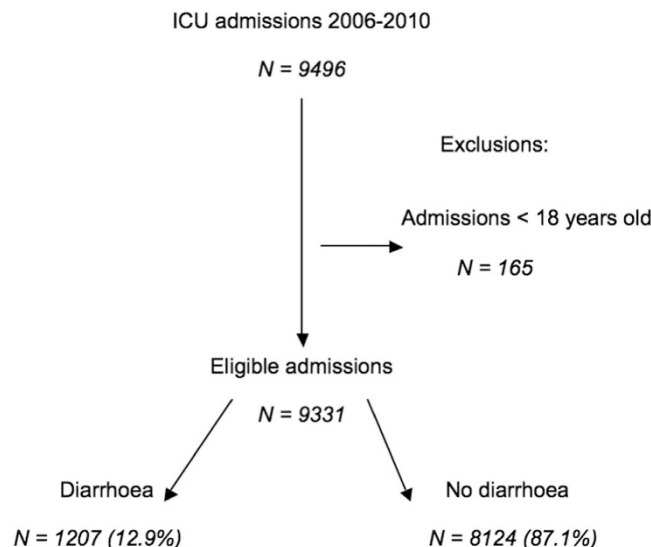 ICU admissions 2006-2010
N = 9496
Exclusions:
Admissions < 18 years old
N = 165
Eligible admissions
N = 9331
Diarrhoea
N = 1207 (12.9%)
No diarrhoea
N = 8124 (87.1%)